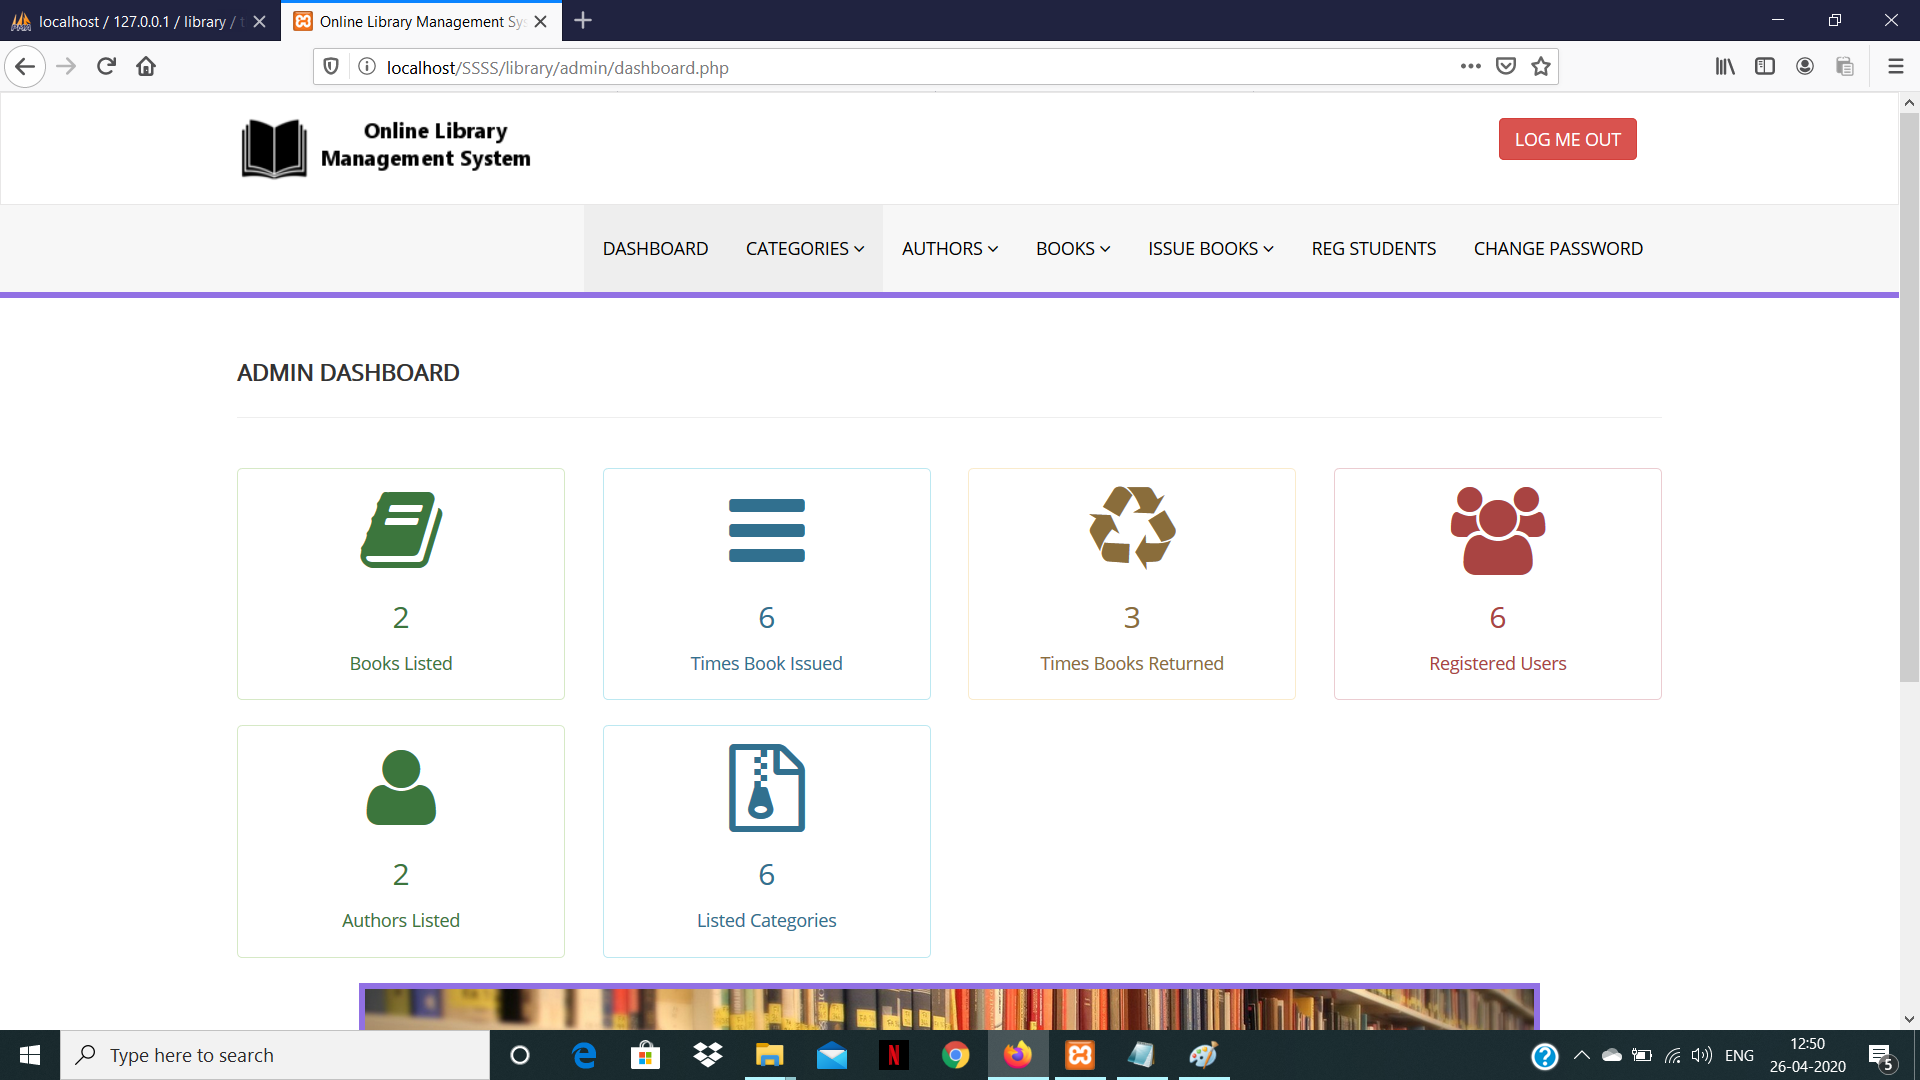 localhost / 127.0.0.1 / library /
Online Library Management Sys
localhost/SSSS/library/admin/dashboard.php
Online Library
Management System
LOG ME OUT
DASHBOARD
CATEGORIES
AUTHORS
BOOKS
ISSUE BOOKS
REG STUDENTS
CHANGE PASSWORD
ADMIN DASHBOARD
2
Books Listed
6
Times Book Issued
3
Times Books Returned
6
Registered Users
2
Authors Listed
6
Listed Categories
Type here to search
N
ENG
12:50
26-04-2020
5